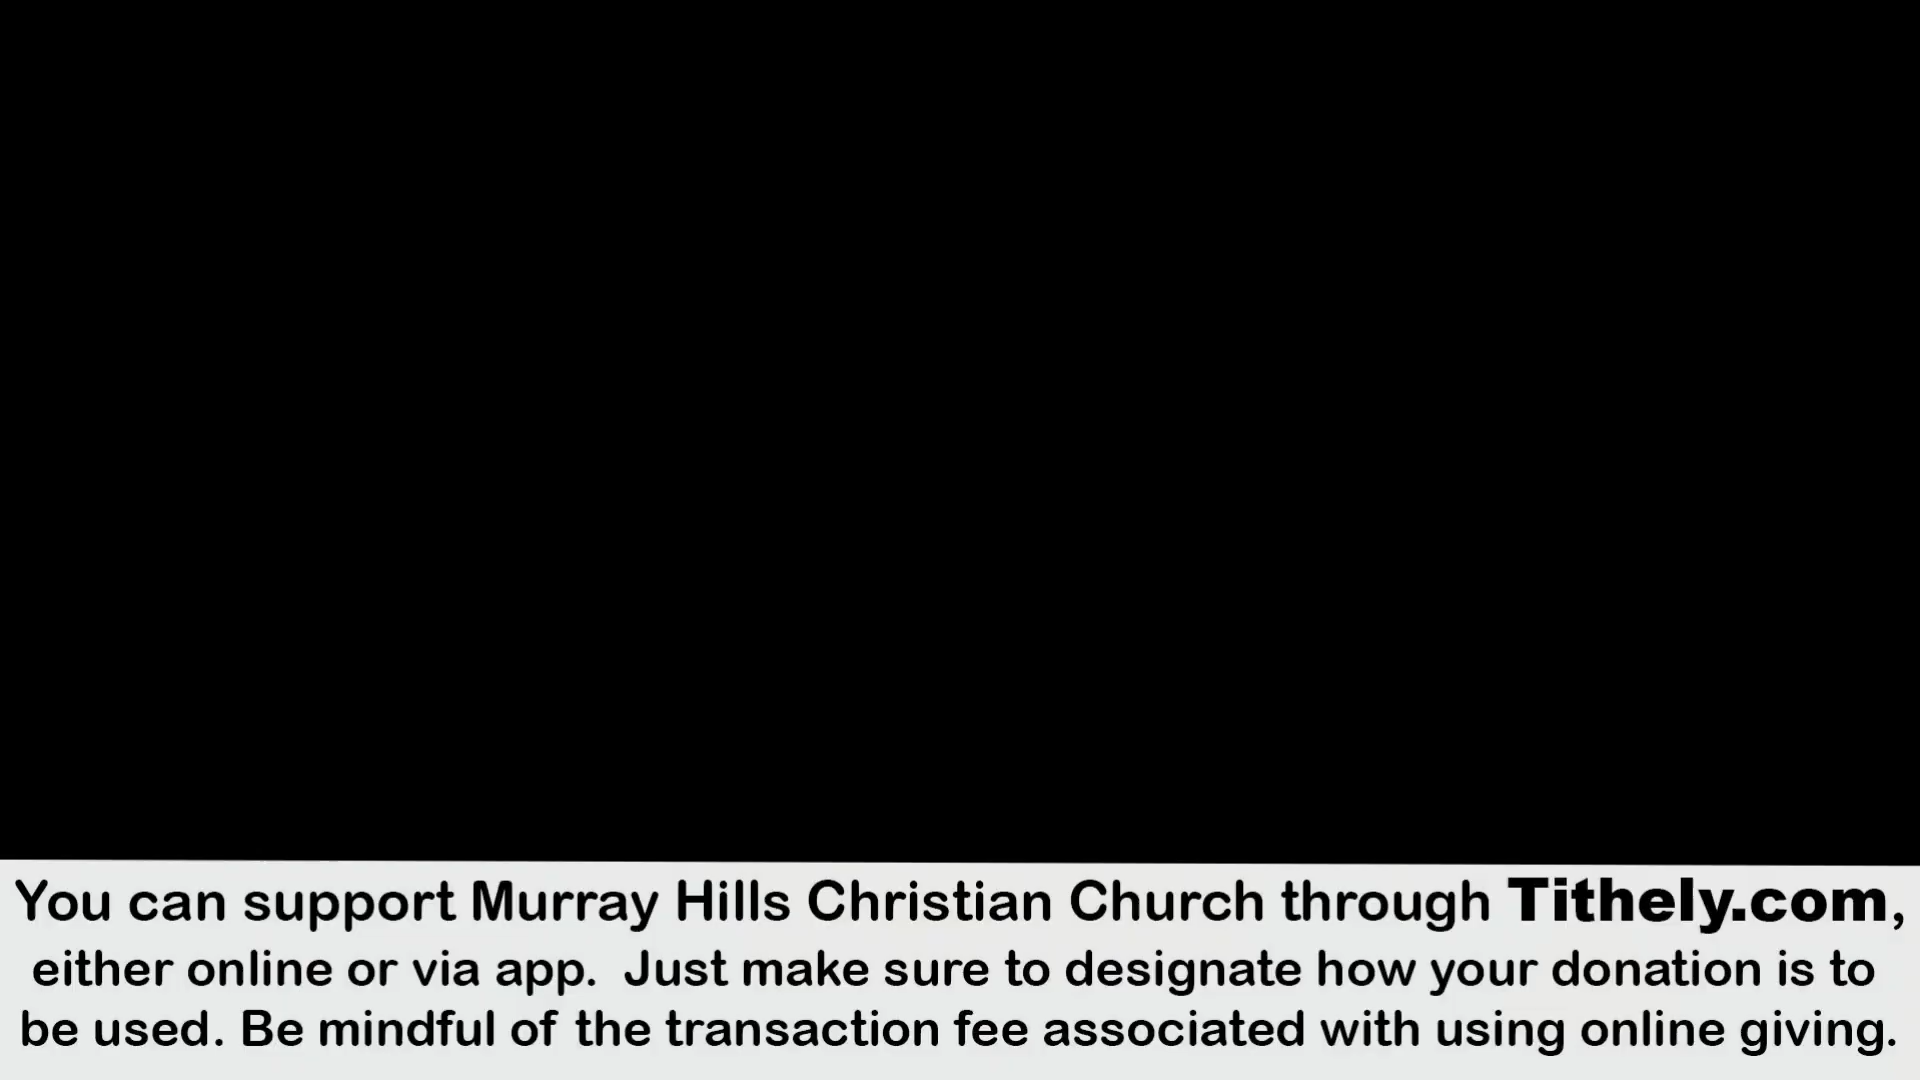 You can support Murray Hills Christian Church through Tithely.com,
either online or via app. Just make sure to designate how your donation is to
be used. Be mindful of the transaction fee associated with using online giving.